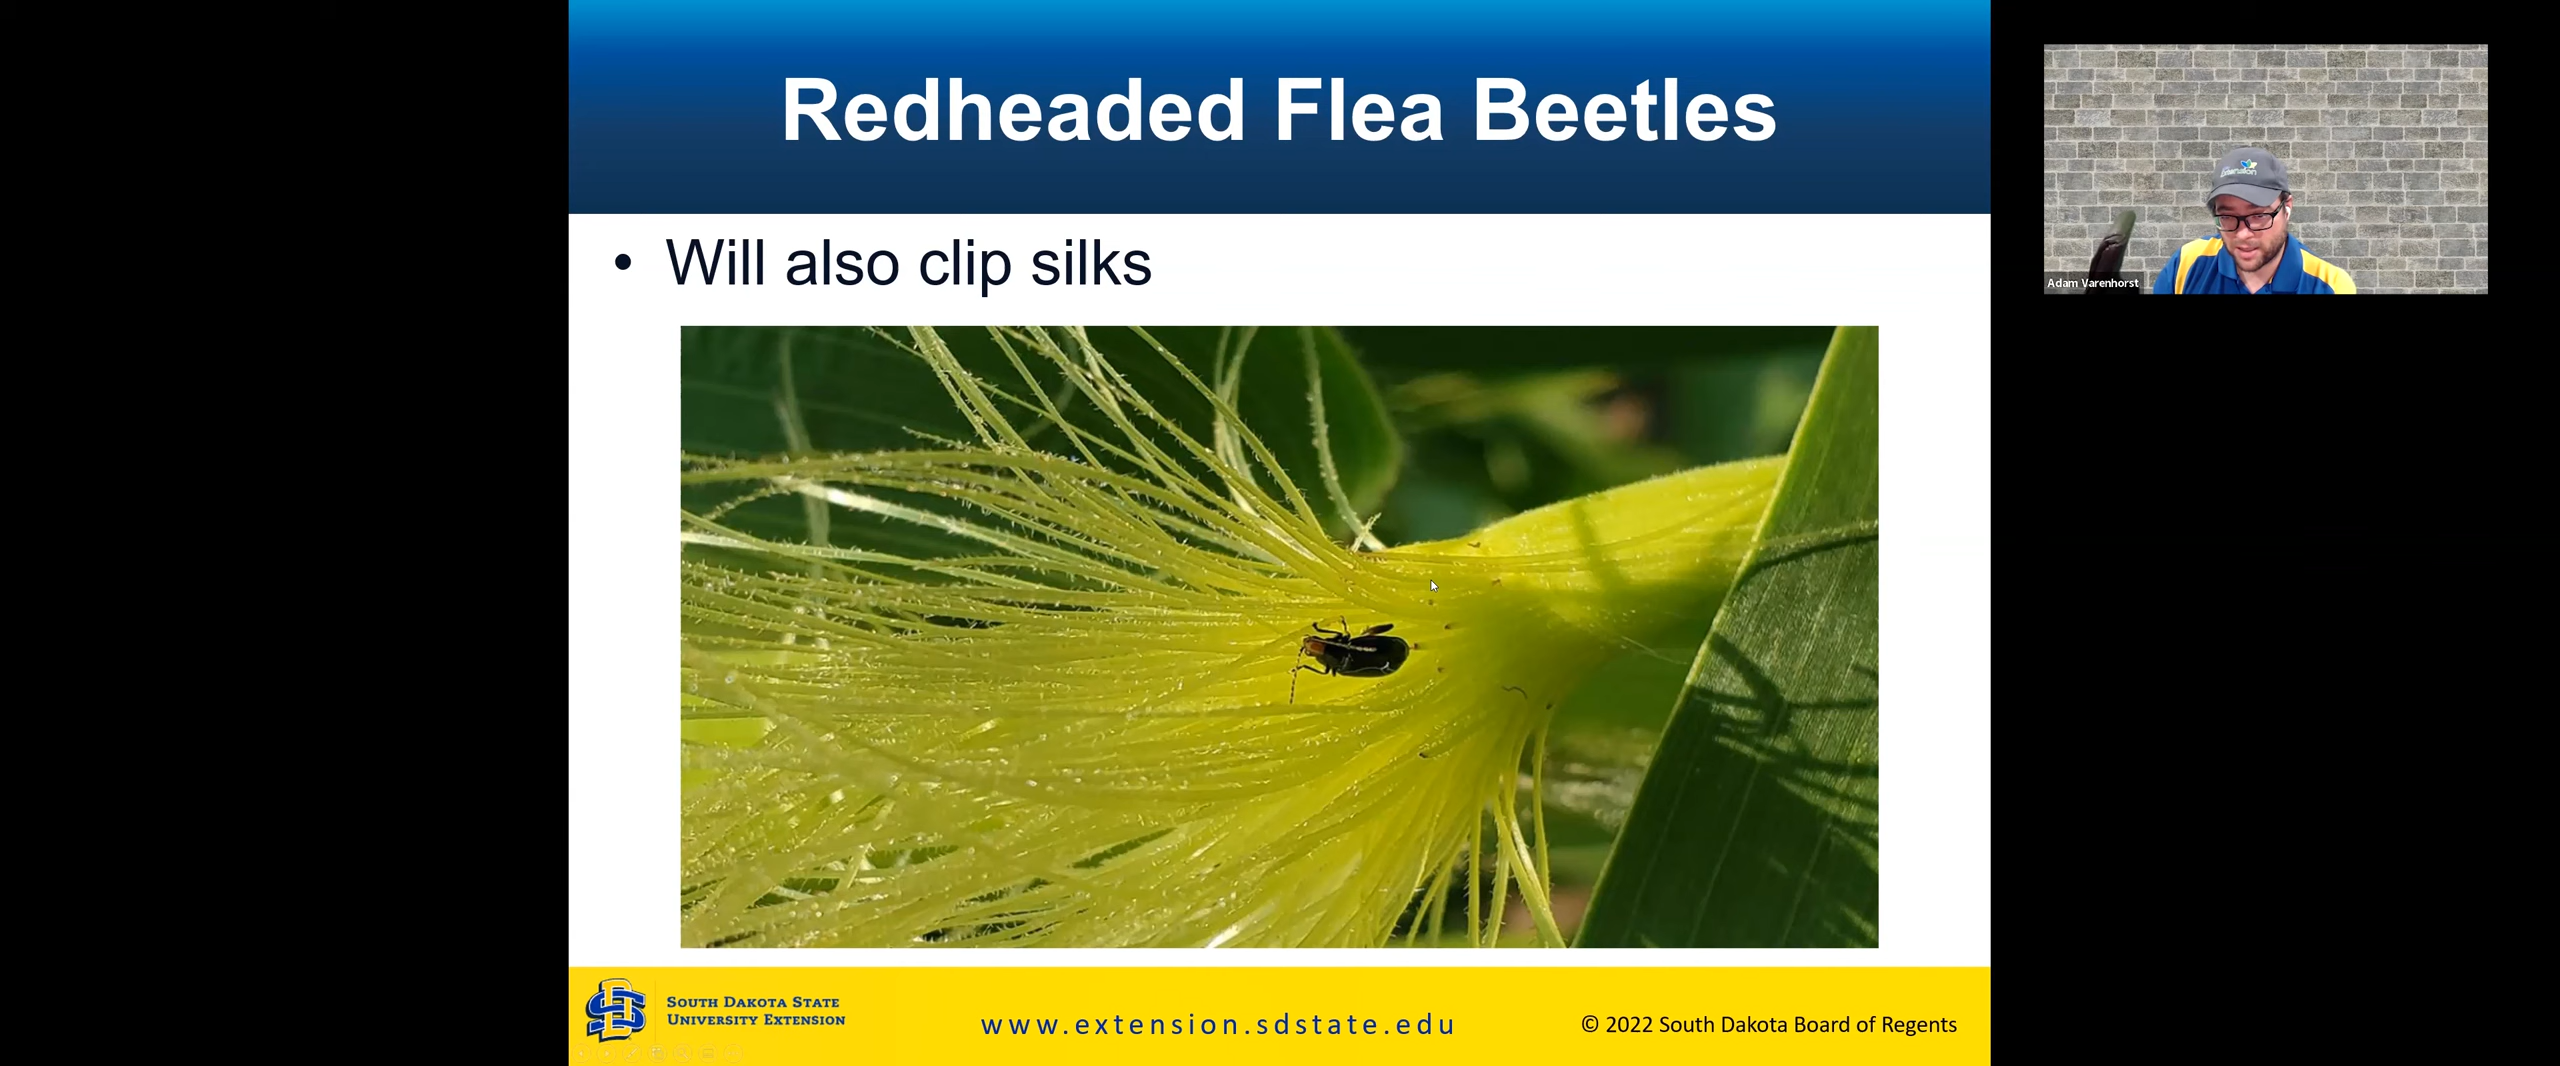 Redheaded Flea Beetles
• Will also clip silks
Extension
Adam Varenhorst
SOUTH DAKOTA STATE
UNIVERSITY EXTENSION
www.extension.sdstate.edu
© 2022 South Dakota Board of Regents